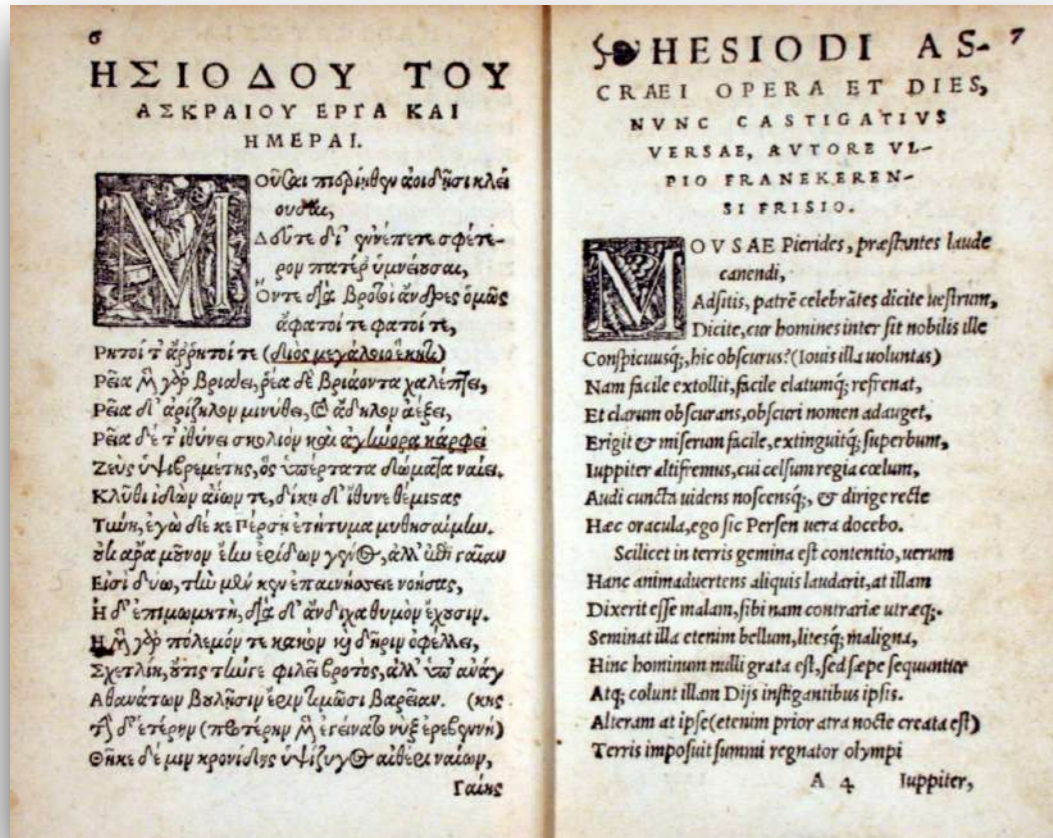 6
ΗΣΙΟΔΟΥ ΤΟΥ
ΑΣΚΡΑΙΟΥ ΕΡΓΑ ΚΑΙ
ΗΜΕΡΑΙ.
ΜΟῦσαι πιερίηθεν ἀοιδῇσι κλεί
ουσαι,
Δεῦτε δί' ἐννέπετε σφέτε-
ρον πατέρ' ὑμνείουσαι,
Ὅντε διὰ βροτοὶ ἄνδρες ὁμῶς
ἄφατοί τε φατοί τε,
Ρητοί τ' ἄρρητοί τε (διὸς μεγάλοιο ἕκητι)
Ρεῖα μὲν γὰρ βριάει, ῥέα δὲ βριάοντα χαλέπτει,
Ρεῖα δ' ἀρίζηλον μινύθει, καὶ ἄδηλον ἀέξει,
Ρεῖα δέ τ' ἰθύνει σκολιὸν καὶ ἀγήνορα κάρφει
Ζεὺς ὑψιβρεμέτης, ὃς ὑπέρτατα δώματα ναίει.
Κλῦθι ἰδὼν ἀΐων τε, δίκῃ δ' ἴθυνε θέμιστας
Τύνη, ἐγὼ δέ κε Πέρσῃ ἐτήτυμα μυθησαίμην.
οὐκ ἄρα μοῦνον ἔην ἐρίδων γένος, ἀλλ' ἐπὶ γαῖαν
Εἰσὶ δύω, τὴν μέν κεν ἐπαινήσειε νοήσας,
Η δ' ἐπιμωμητὴ, διὰ δ' ἄνδιχα θυμὸν ἔχουσιν.
Η μὲν γὰρ πόλεμόν τε κακὸν καὶ δῆριν ὀφέλλει,
Σχετλίη, οὔτις τήνγε φιλεῖ βροτὸς, ἀλλ' ὑπ' ἀνάγ
Αθανάτων βουλῇσιν ἔριν τιμῶσι βαρεῖαν. (κης
τὴν δ' ἑτέρην (προτέρην μὲν ἐγείνατο νὺξ ἐρεβεννὴ)
Θῆκε δέ μιν κρονίδης ὑψίζυγος αἰθέρι ναίων,
Γαίης
7
HESIODI AS-
CRAEI OPERA ET DIES,
NVNC CASTIGATIVS
VERSAE, AVTORE VL-
PIO FRANEKEREN-
SI FRISIO.
MOVSAE Pierides, præstantes laude
canendi,
Adsitis, patrē celebrātes dicite uestrum,
Dicite, cur homines inter sit nobilis ille
Conspicuusq;, hic obscurus? (Iouis illa uoluntas)
Nam facile extollit, facile elatumq; refrenat,
Et clarum obscurans, obscuri nomen adauget,
Erigit & miserum facile, extinguitq; superbum,
Iuppiter altifremus, cui celsum regia cœlum,
Audi cuncta uidens noscensq;, & dirige recte
Hæc oracula, ego sic Persen uera docebo.
Scilicet in terris gemina est contentio, uerum
Hanc animaduertens aliquis laudarit, at illam
Dixerit esse malam, sibi nam contrariæ utræq;.
Seminat illa etenim bellum, litesq; maligna,
Hinc hominum nulli grata est, sed sæpe sequuntur
Atq; colunt illam Dijs instigantibus ipsis.
Alteram at ipse (etenim prior atra nocte creata est)
Terris imposuit summi regnator olympi
A 4 Iuppiter,